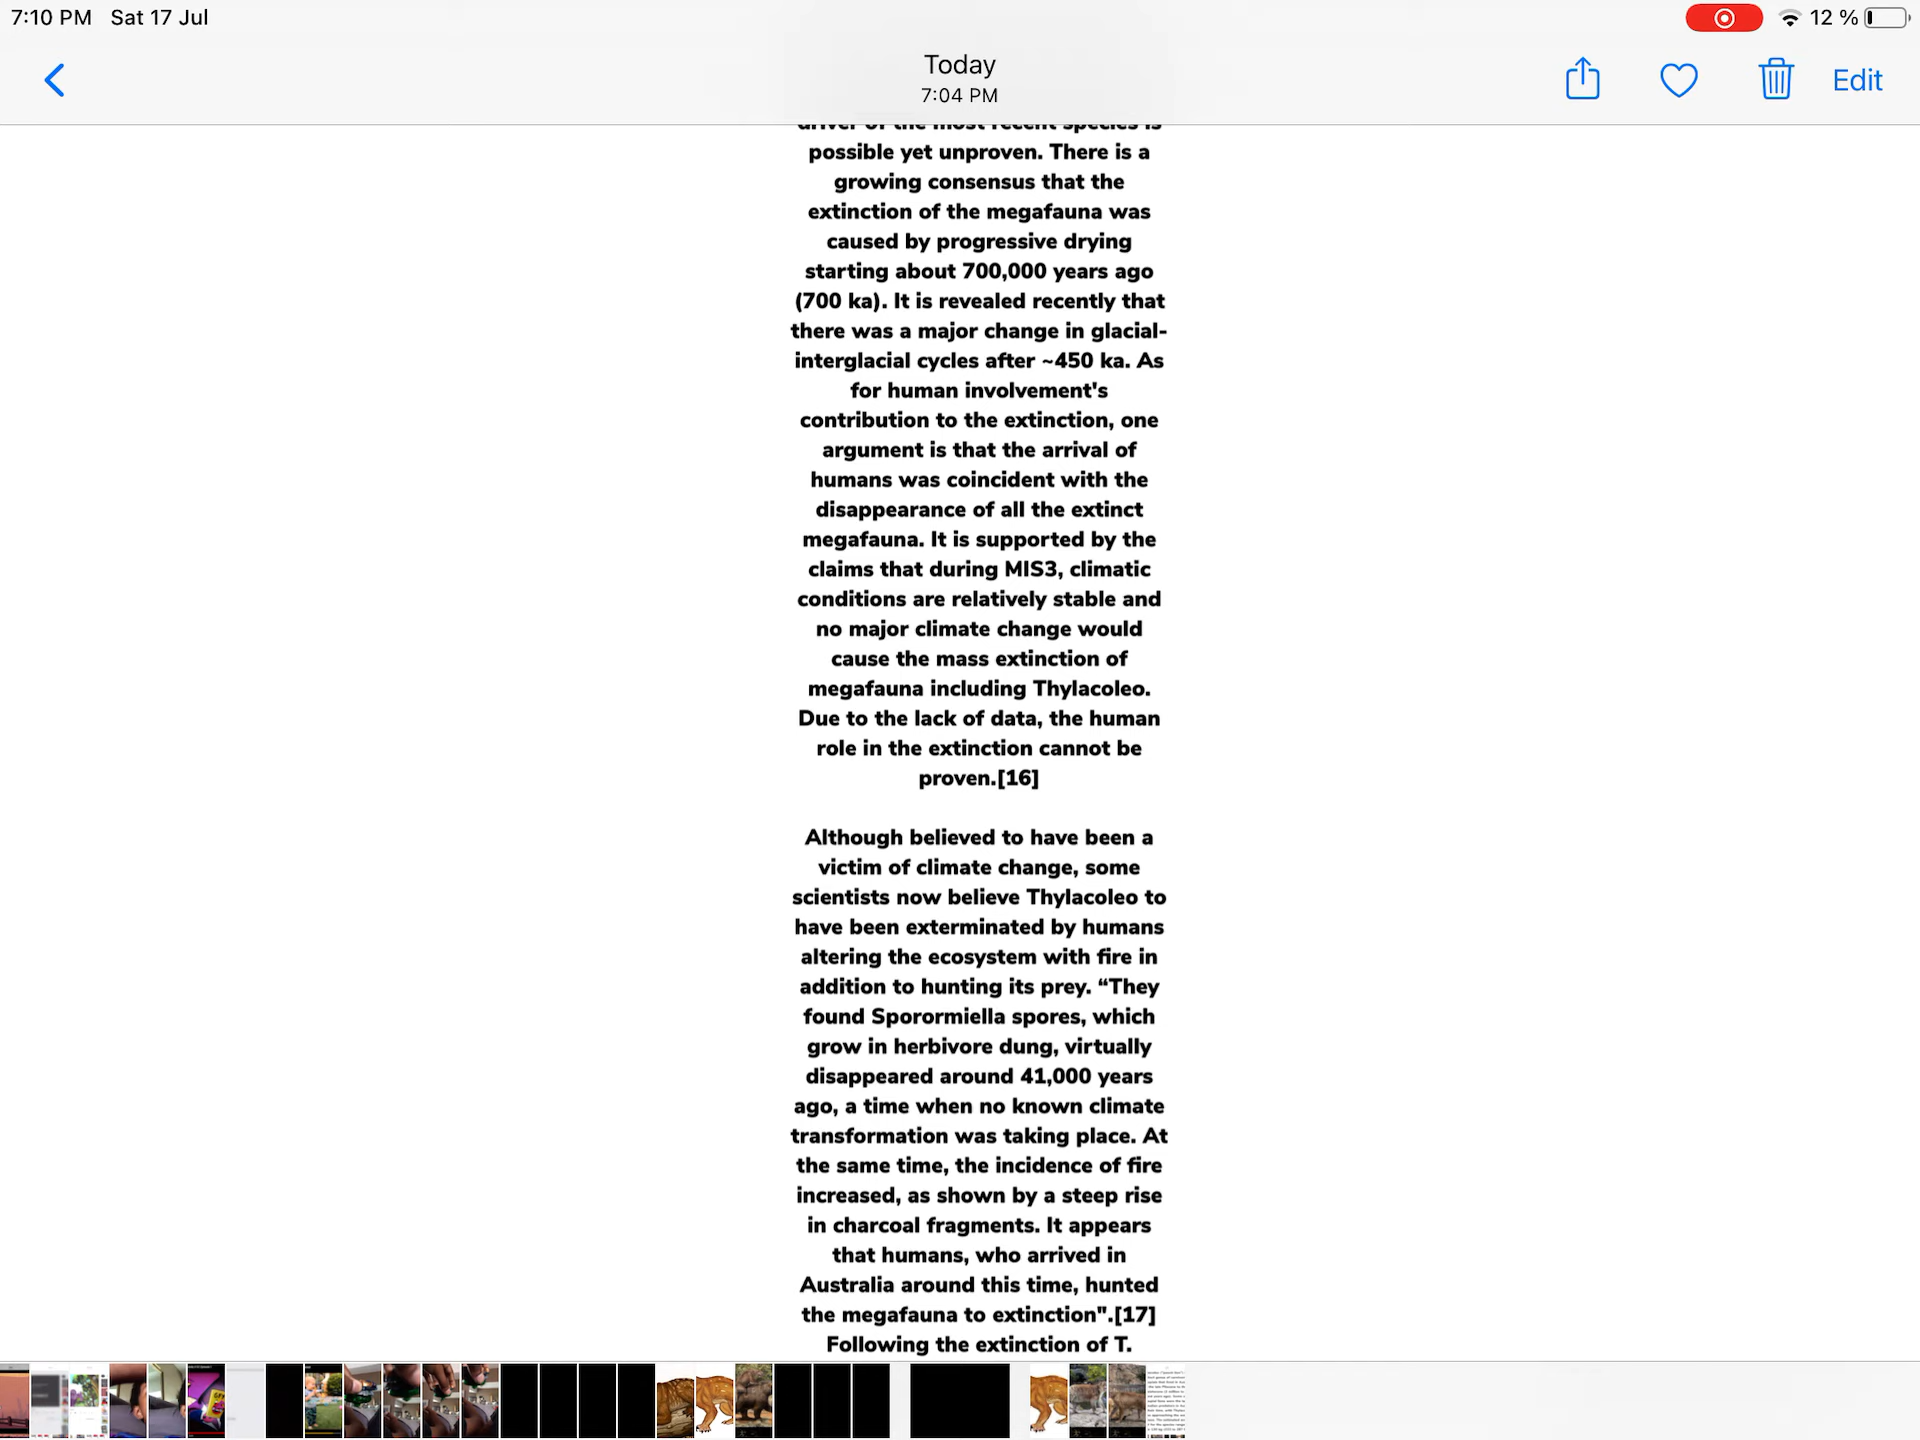 7:10 PM Sat 17 Jul
12 %
Today
7:04 PM
Edit
driver of the most recent species is
possible yet unproven. There is a
growing consensus that the
extinction of the megafauna was
caused by progressive drying
starting about 700,000 years ago
(700 ka). It is revealed recently that
there was a major change in glacial-
interglacial cycles after ~450 ka. As
for human involvement's
contribution to the extinction, one
argument is that the arrival of
humans was coincident with the
disappearance of all the extinct
megafauna. It is supported by the
claims that during MIS3, climatic
conditions are relatively stable and
no major climate change would
cause the mass extinction of
megafauna including Thylacoleo.
Due to the lack of data, the human
role in the extinction cannot be
proven.[16]
Although believed to have been a
victim of climate change, some
scientists now believe Thylacoleo to
have been exterminated by humans
altering the ecosystem with fire in
addition to hunting its prey. “They
found Sporormiella spores, which
grow in herbivore dung, virtually
disappeared around 41,000 years
ago, a time when no known climate
transformation was taking place. At
the same time, the incidence of fire
increased, as shown by a steep rise
in charcoal fragments. It appears
that humans, who arrived in
Australia around this time, hunted
the megafauna to extinction".[17]
Following the extinction of T.